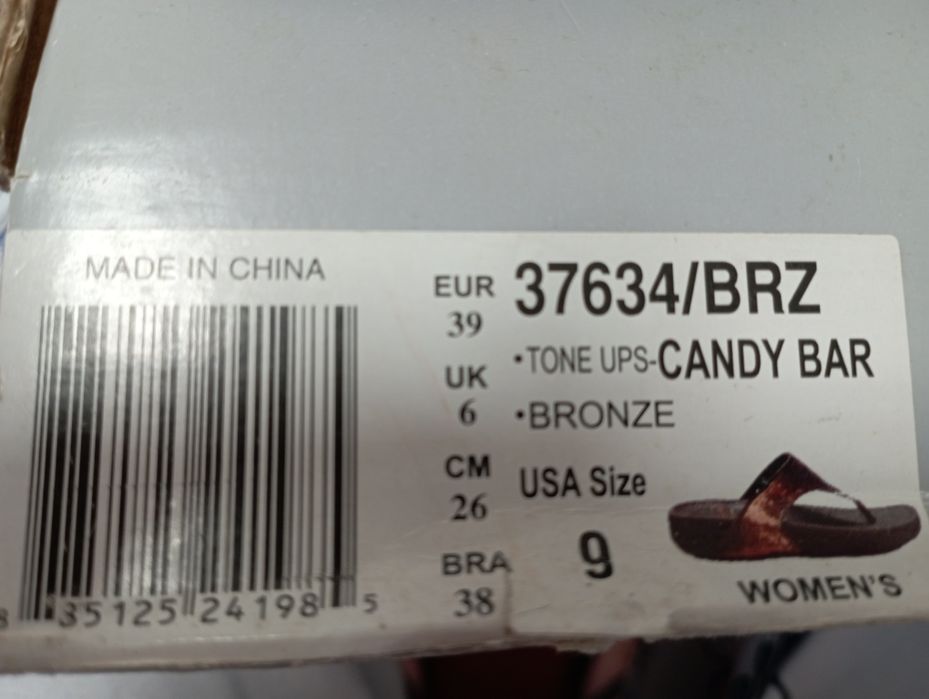 MADE IN CHINA
8 35125 24198 5
EUR
39
UK
6
CM
26
BRA
38
37634/BRZ
•TONE UPS-CANDY BAR
•BRONZE
USA Size
9
WOMEN'S